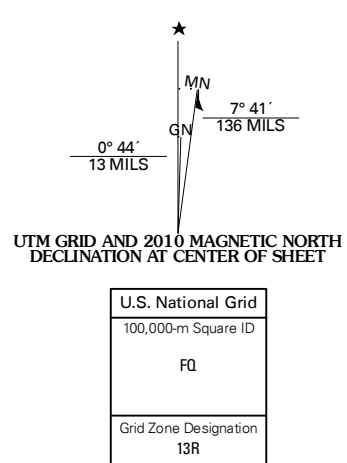 ★
MN
7° 41´
136 MILS
GN
0° 44´
13 MILS
UTM GRID AND 2010 MAGNETIC NORTH
DECLINATION AT CENTER OF SHEET
U.S. National Grid
100,000-m Square ID
FQ
Grid Zone Designation
13R